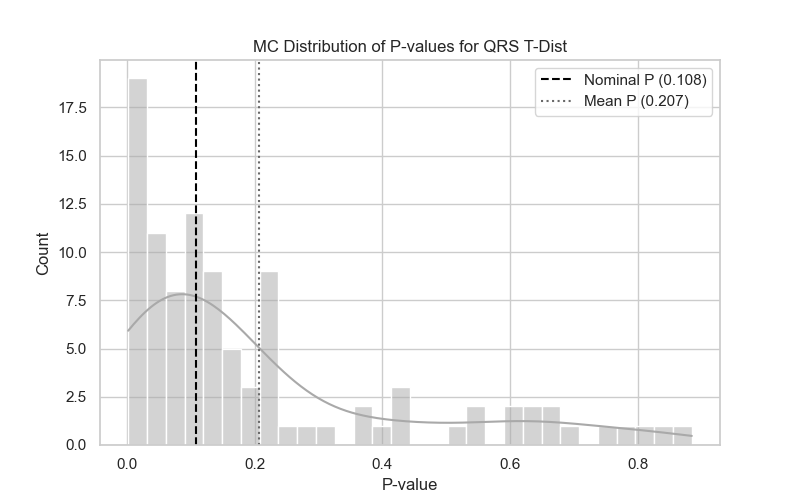 MC Distribution of P-values for QRS T-Dist
Nominal P (0.108)
Mean P (0.207)
17.5
15.0
12.5
10.0
7.5
5.0
2.5
0.0
Count
0.0 0.2 0.4 0.6 0.8
P-value